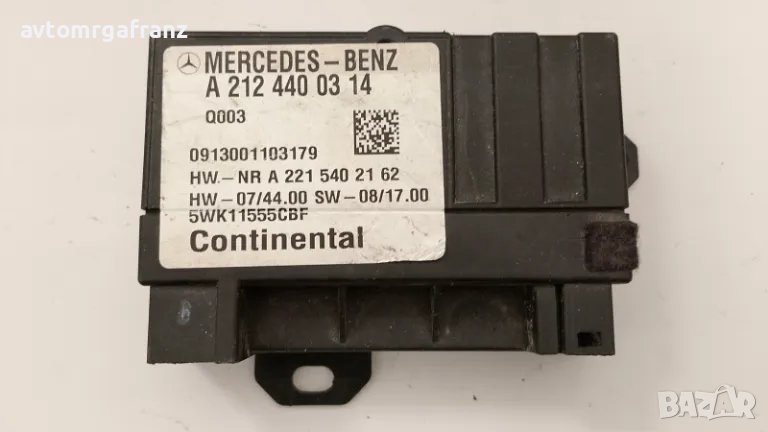 avtomrgafranz
MERCEDES-BENZ
A 212 440 03 14
Q003
0913001103179
HW-NR A 221 540 21 62
HW-07/44.00 SW-08/17.00
5WK11555CBF
Continental
BAZAR